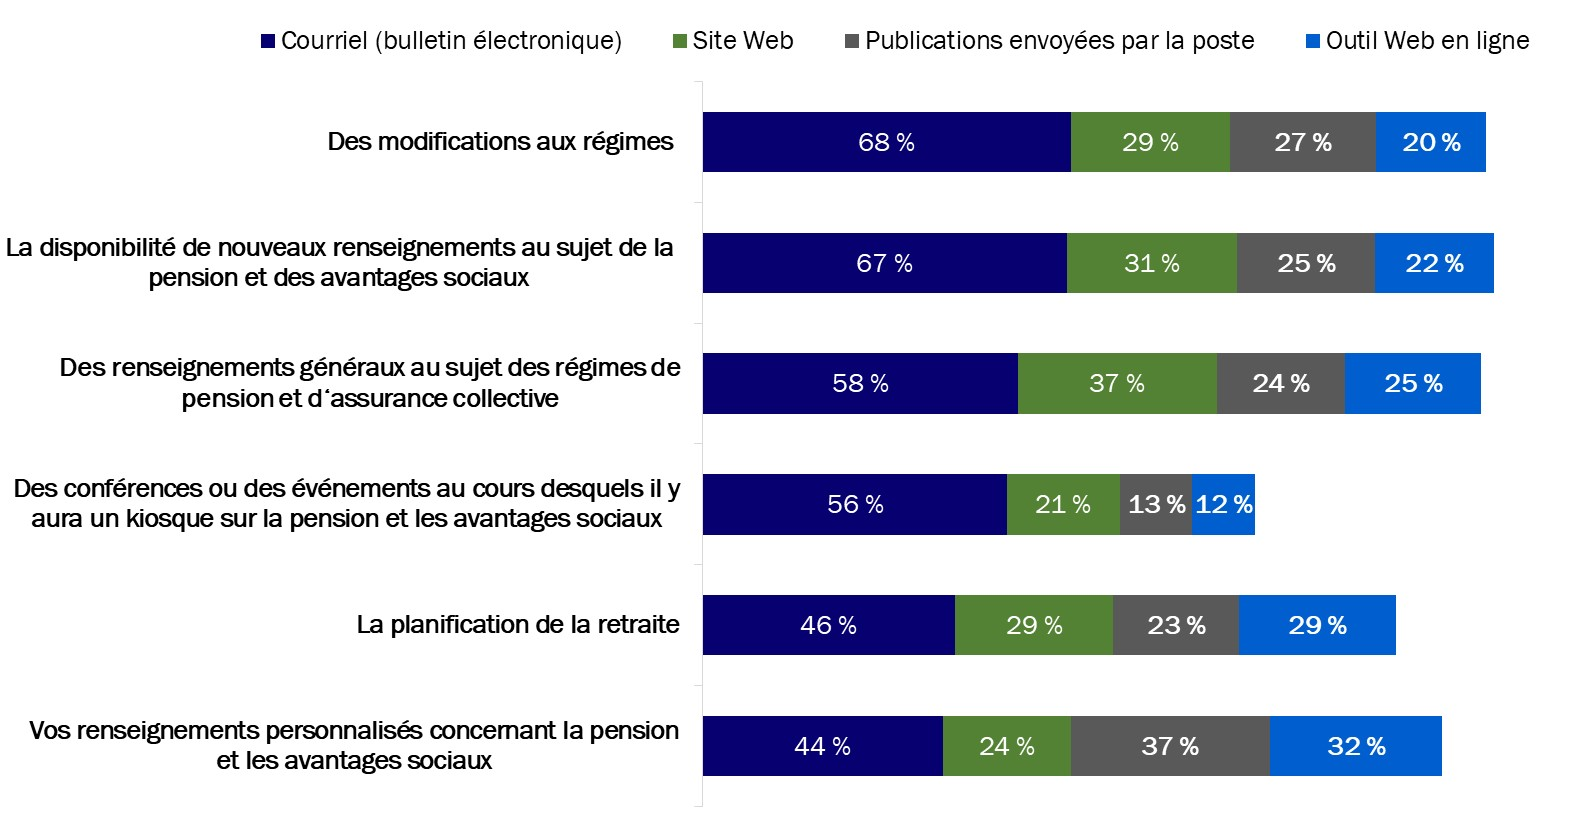 Courriel (bulletin électronique) Site Web Publications envoyées par la poste Outil Web en ligne
Des modifications aux régimes
68 % 29 % 27 % 20 %
La disponibilité de nouveaux renseignements au sujet de la
pension et des avantages sociaux
67 % 31 % 25 % 22 %
Des renseignements généraux au sujet des régimes de
pension et d‘assurance collective
58 % 37 % 24 % 25 %
Des conférences ou des événements au cours desquels il y
aura un kiosque sur la pension et les avantages sociaux
56 % 21 % 13 % 12 %
La planification de la retraite
46 % 29 % 23 % 29 %
Vos renseignements personnalisés concernant la pension
et les avantages sociaux
44 % 24 % 37 % 32 %